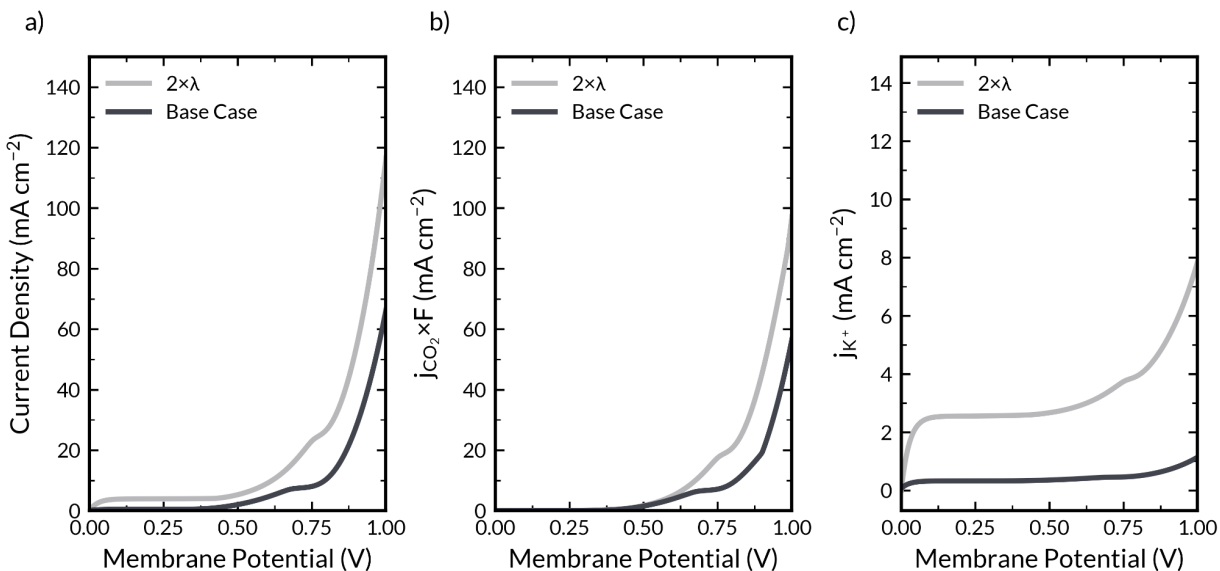 a)
Current Density (mA cm⁻²)
140
120
100
80
60
40
20
0
2×λ
Base Case
0.00 0.25 0.50 0.75 1.00
Membrane Potential (V)
b)
j_CO₂×F (mA cm⁻²)
140
120
100
80
60
40
20
0
2×λ
Base Case
0.00 0.25 0.50 0.75 1.00
Membrane Potential (V)
c)
j_K⁺ (mA cm⁻²)
14
12
10
8
6
4
2
0
2×λ
Base Case
0.00 0.25 0.50 0.75 1.00
Membrane Potential (V)